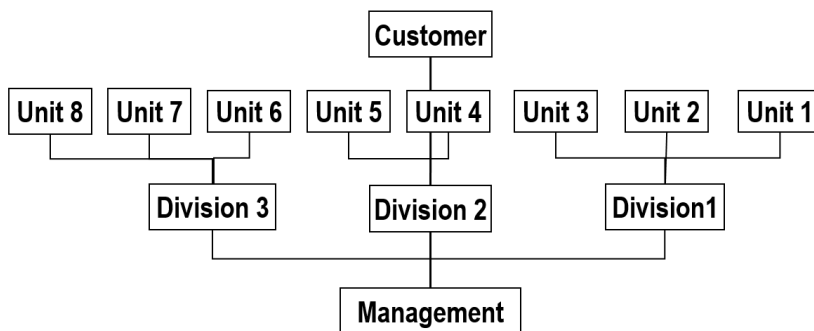 Customer
Unit 8 Unit 7 Unit 6 Unit 5 Unit 4 Unit 3 Unit 2 Unit 1
Division 3 Division 2 Division1
Management